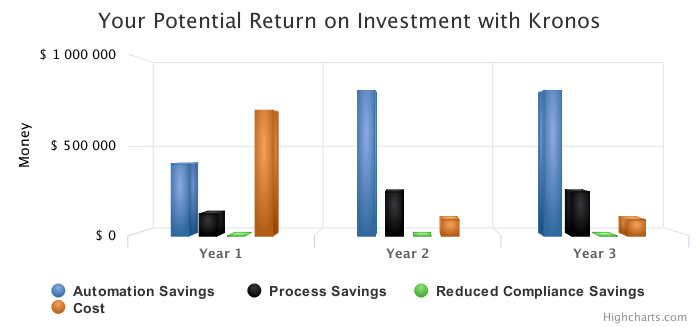 Your Potential Return on Investment with Kronos
$ 1 000 000
$ 500 000
$ 0
Money
Year 1 Year 2 Year 3
Automation Savings Process Savings Reduced Compliance Savings
Cost
Highcharts.com